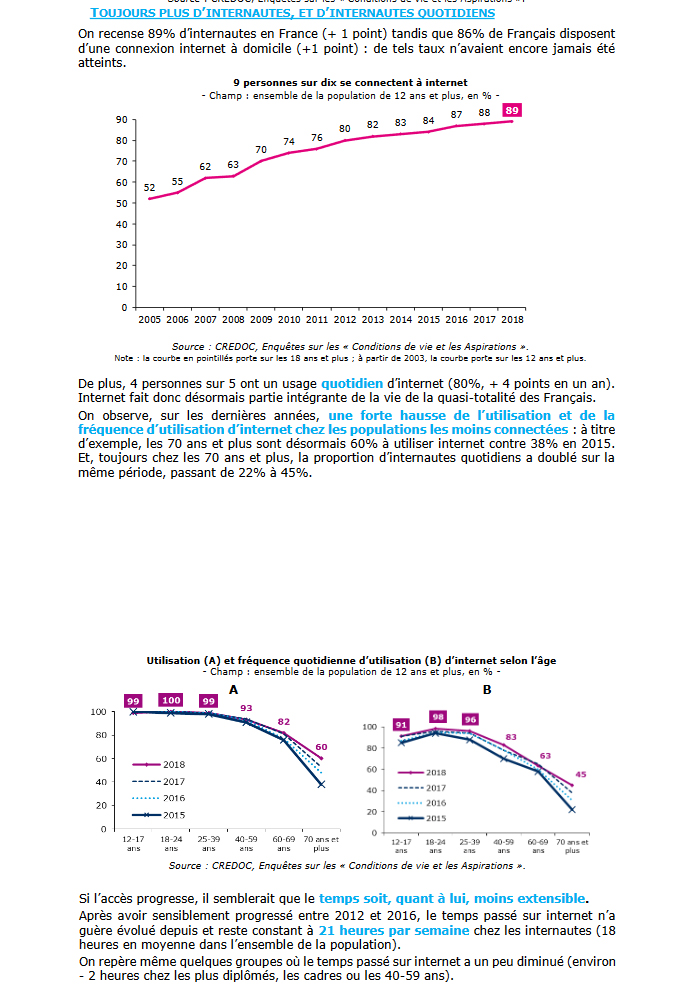 Source : CREDOC, Enquêtes sur les « Conditions de vie et les Aspirations ».
TOUJOURS PLUS D'INTERNAUTES, ET D'INTERNAUTES QUOTIDIENS
On recense 89% d'internautes en France (+ 1 point) tandis que 86% de Français disposent
d'une connexion internet à domicile (+1 point) : de tels taux n'avaient encore jamais été
atteints.
9 personnes sur dix se connectent à internet
- Champ : ensemble de la population de 12 ans et plus, en % -
90
80
70
60
50
40
30
20
10
0
52 55 62 63 70 74 76 80 82 83 84 87 88 89
2005 2006 2007 2008 2009 2010 2011 2012 2013 2014 2015 2016 2017 2018
Source : CREDOC, Enquêtes sur les « Conditions de vie et les Aspirations ».
Note : la courbe en pointillés porte sur les 18 ans et plus ; à partir de 2003, la courbe porte sur les 12 ans et plus.
De plus, 4 personnes sur 5 ont un usage quotidien d'internet (80%, + 4 points en un an).
Internet fait donc désormais partie intégrante de la vie de la quasi-totalité des Français.
On observe, sur les dernières années, une forte hausse de l'utilisation et de la
fréquence d'utilisation d'internet chez les populations les moins connectées : à titre
d'exemple, les 70 ans et plus sont désormais 60% à utiliser internet contre 38% en 2015.
Et, toujours chez les 70 ans et plus, la proportion d'internautes quotidiens a doublé sur la
même période, passant de 22% à 45%.
Utilisation (A) et fréquence quotidienne d'utilisation (B) d'internet selon l'âge
- Champ : ensemble de la population de 12 ans et plus, en % -
A
99 100 99 93 82 60
100
80
60
40
20
0
2018
2017
2016
2015
12-17 ans 18-24 ans 25-39 ans 40-59 ans 60-69 ans 70 ans et plus
B
91 98 96 83 63 45
100
80
60
40
20
0
2018
2017
2016
2015
12-17 ans 18-24 ans 25-39 ans 40-59 ans 60-69 ans 70 ans et plus
Source : CREDOC, Enquêtes sur les « Conditions de vie et les Aspirations ».
Si l'accès progresse, il semblerait que le temps soit, quant à lui, moins extensible.
Après avoir sensiblement progressé entre 2012 et 2016, le temps passé sur internet n'a
guère évolué depuis et reste constant à 21 heures par semaine chez les internautes (18
heures en moyenne dans l'ensemble de la population).
On repère même quelques groupes où le temps passé sur internet a un peu diminué (environ
- 2 heures chez les plus diplômés, les cadres ou les 40-59 ans).